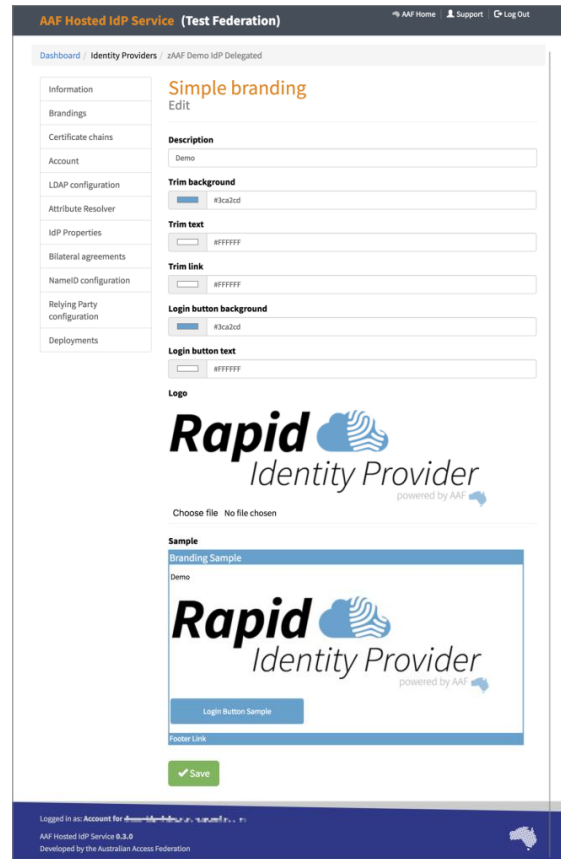 AAF Hosted IdP Service (Test Federation)
AAF Home Support Log Out
Dashboard / Identity Providers / zAAF Demo IdP Delegated
Information
Brandings
Certificate chains
Account
LDAP configuration
Attribute Resolver
IdP Properties
Bilateral agreements
NameID configuration
Relying Party
configuration
Deployments
Simple branding
Edit
Description
Demo
Trim background
#3ca2cd
Trim text
#FFFFFF
Trim link
#FFFFFF
Login button background
#3ca2cd
Login button text
#FFFFFF
Logo
Rapid
Identity Provider
powered by AAF
Choose file No file chosen
Sample
Branding Sample
Demo
Rapid
Identity Provider
powered by AAF
Login Button Sample
Footer Link
Save
Logged in as: Account for
AAF Hosted IdP Service 0.3.0
Developed by the Australian Access Federation